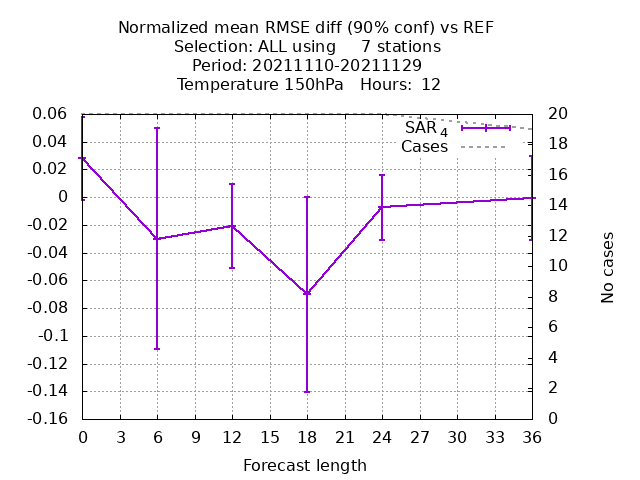 Normalized mean RMSE diff (90% conf) vs REF
Selection: ALL using     7 stations
Period: 20211110-20211129
Temperature 150hPa   Hours:  12
0.06
0.04
0.02
0
-0.02
-0.04
-0.06
-0.08
-0.1
-0.12
-0.14
-0.16
SAR 4
Cases
20
18
16
14
12
10
8
6
4
2
0
No cases
0 3 6 9 12 15 18 21 24 27 30 33 36
Forecast length